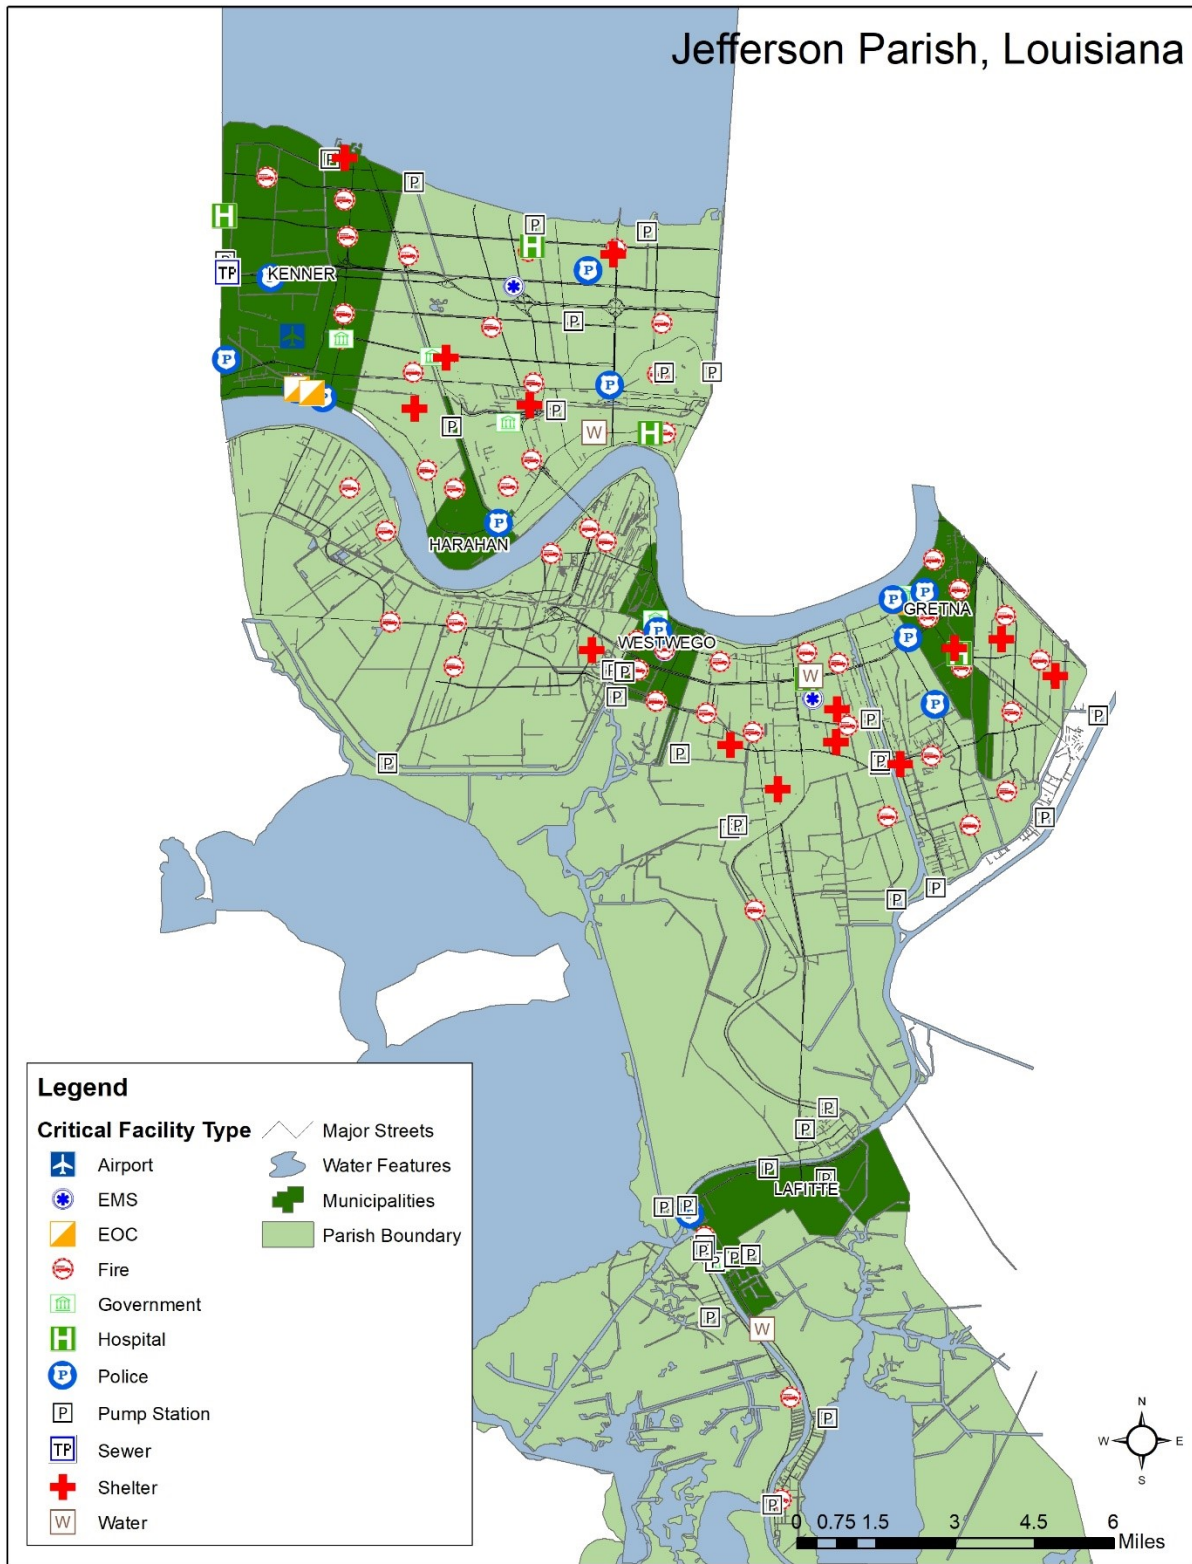 Jefferson Parish, Louisiana
KENNER
HARAHAN
WESTWEGO
GRETNA
LAFITTE
Legend
Critical Facility Type
Airport
EMS
EOC
Fire
Government
H Hospital
P Police
P Pump Station
TP Sewer
Shelter
W Water
Major Streets
Water Features
Municipalities
Parish Boundary
N
W E
S
0 0.75 1.5 3 4.5 6
Miles